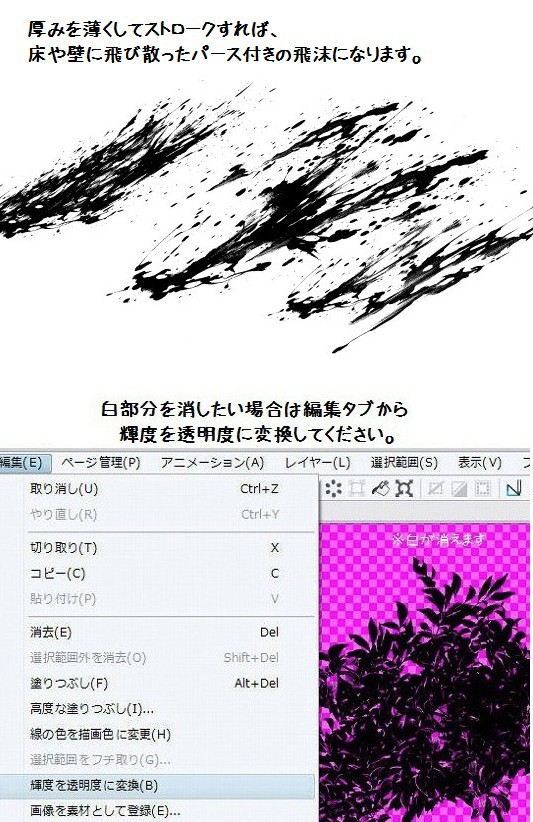 厚みを薄くしてストロークすれば、
床や壁に飛び散ったパース付きの飛沫になります。
白部分を消したい場合は編集タブから
輝度を透明度に変換してください。
編集(E) ページ管理(P) アニメーション(A) レイヤー(L) 選択範囲(S) 表示(V)
取り消し(U) Ctrl+Z
やり直し(R) Ctrl+Y
切り取り(T) X
コピー(C) C
貼り付け(P) V
消去(E) Del
選択範囲外を消去(O) Shift+Del
塗りつぶし(F) Alt+Del
高度な塗りつぶし(I)...
線の色を描画色に変更(H)
選択範囲をフチ取り(G)...
輝度を透明度に変換(B)
画像を素材として登録(E)...
※白が消えます